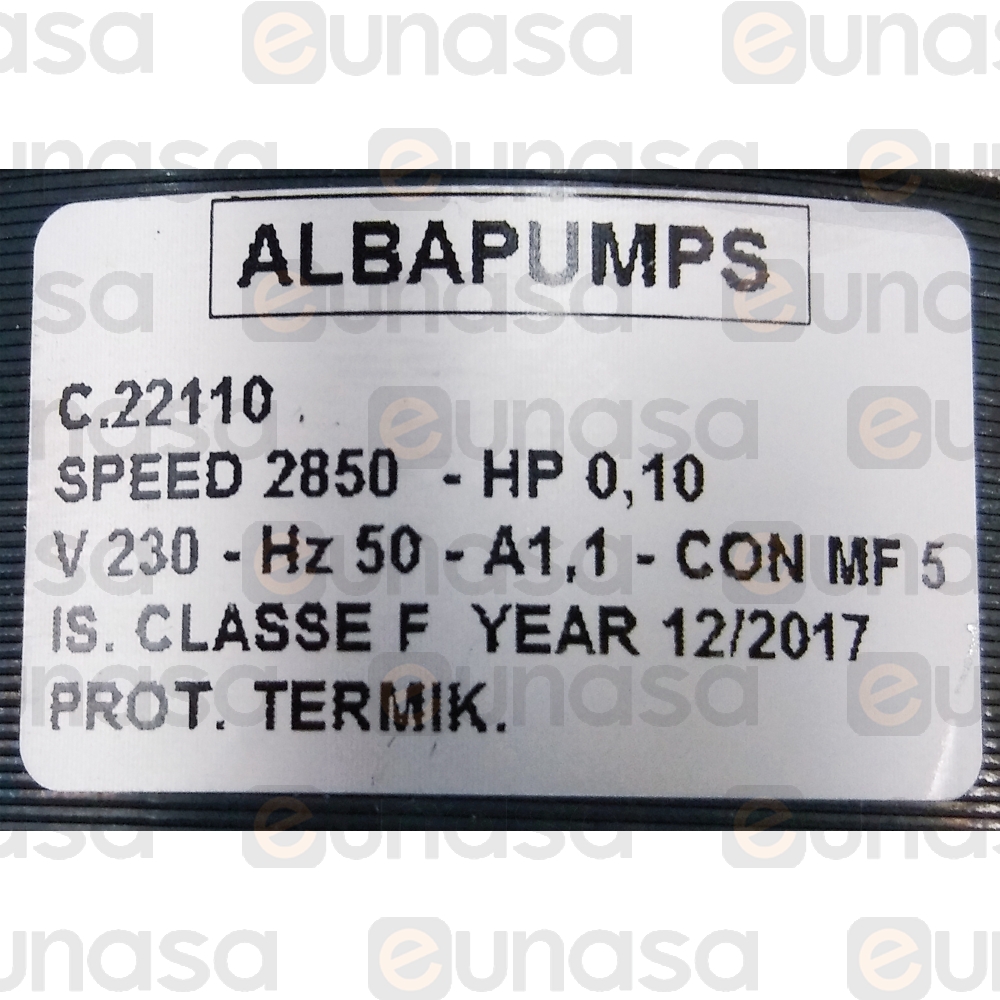 ALBAPUMPS
C.22110
SPEED 2850 - HP 0,10
V 230 - Hz 50 - A1,1 - CON MF 5
IS. CLASSE F YEAR 12/2017
PROT. TERMIK.
eunasa